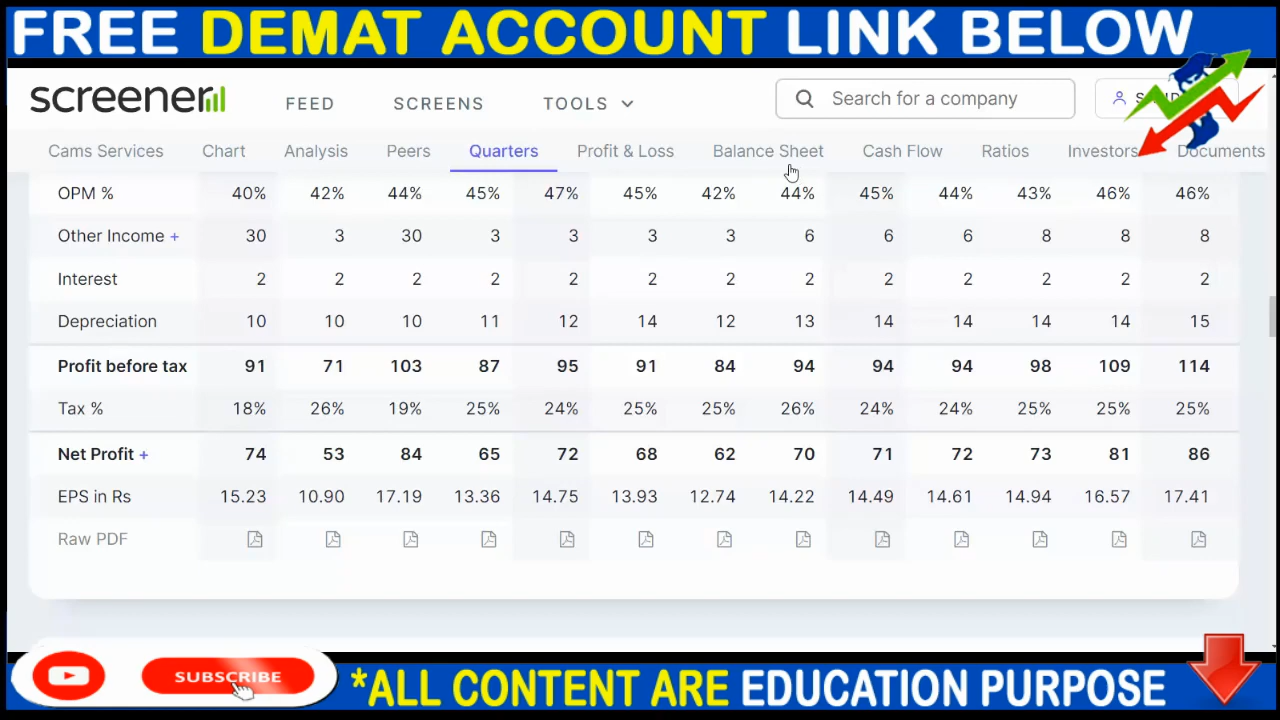 FREE DEMAT ACCOUNT LINK BELOW
screener
FEED SCREENS TOOLS
Search for a company
Cams Services Chart Analysis Peers Quarters Profit & Loss Balance Sheet Cash Flow Ratios Investors Documents
OPM % 40% 42% 44% 45% 47% 45% 42% 44% 45% 44% 43% 46% 46%
Other Income + 30 3 30 3 3 3 3 6 6 6 8 8 8
Interest 2 2 2 2 2 2 2 2 2 2 2 2 2
Depreciation 10 10 10 11 12 14 12 13 14 14 14 14 15
Profit before tax 91 71 103 87 95 91 84 94 94 94 98 109 114
Tax % 18% 26% 19% 25% 24% 25% 25% 26% 24% 24% 25% 25% 25%
Net Profit + 74 53 84 65 72 68 62 70 71 72 73 81 86
EPS in Rs 15.23 10.90 17.19 13.36 14.75 13.93 12.74 14.22 14.49 14.61 14.94 16.57 17.41
Raw PDF
SUBSCRIBE
*ALL CONTENT ARE EDUCATION PURPOSE